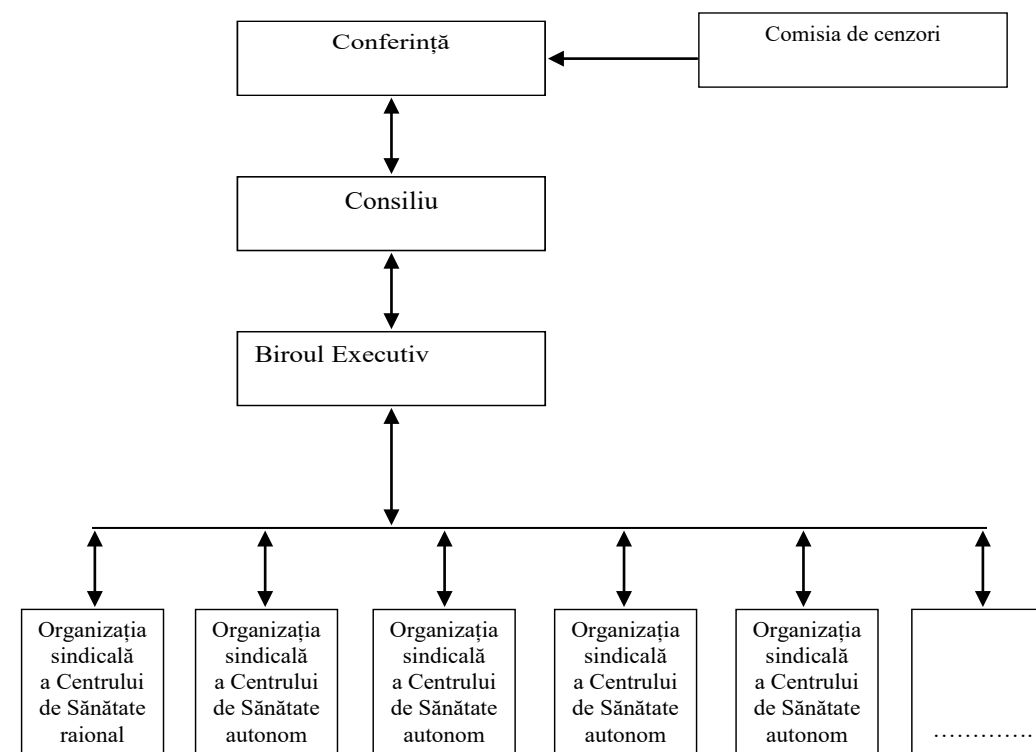 Conferință
Comisia de cenzori
Consiliu
Biroul Executiv
Organizația
sindicală
a Centrului
de Sănătate
raional
Organizația
sindicală
a Centrului
de Sănătate
autonom
Organizația
sindicală
a Centrului
de Sănătate
autonom
Organizația
sindicală
a Centrului
de Sănătate
autonom
Organizația
sindicală
a Centrului
de Sănătate
autonom
…………..